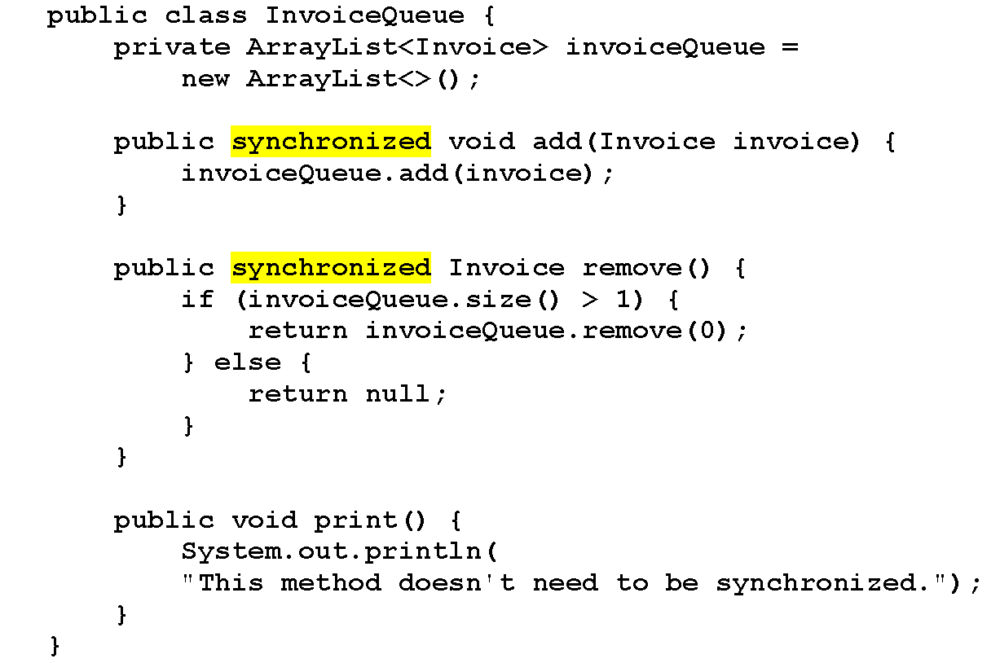 public class InvoiceQueue {
    private ArrayList<Invoice> invoiceQueue =
        new ArrayList<>();

    public synchronized void add(Invoice invoice) {
        invoiceQueue.add(invoice);
    }

    public synchronized Invoice remove() {
        if (invoiceQueue.size() > 1) {
            return invoiceQueue.remove(0);
        } else {
            return null;
        }
    }

    public void print() {
        System.out.println(
        "This method doesn't need to be synchronized.");
    }
}